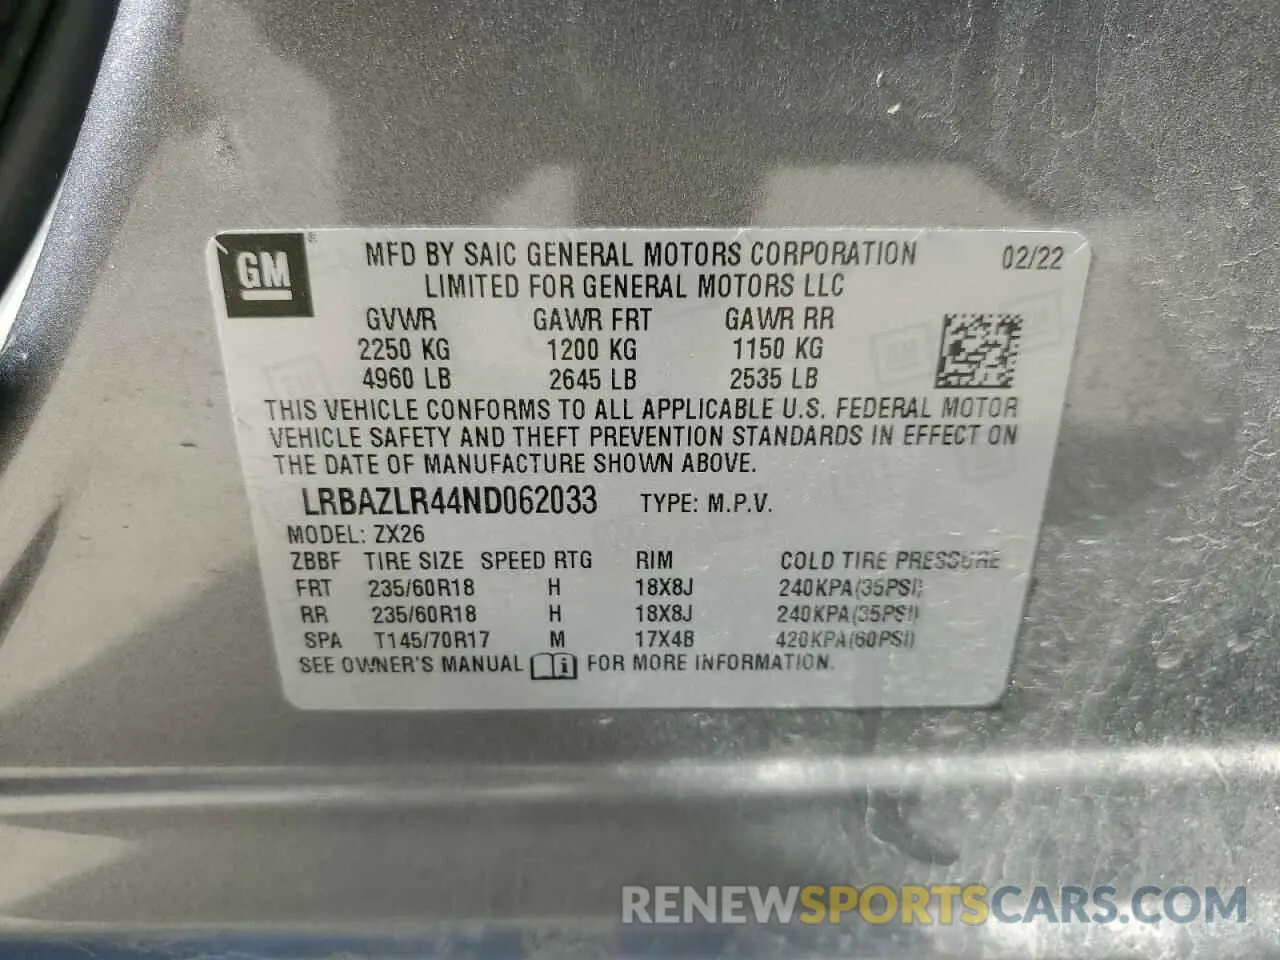 GM ®
MFD BY SAIC GENERAL MOTORS CORPORATION 02/22
LIMITED FOR GENERAL MOTORS LLC
GVWR GAWR FRT GAWR RR
2250 KG 1200 KG 1150 KG
4960 LB 2645 LB 2535 LB
THIS VEHICLE CONFORMS TO ALL APPLICABLE U.S. FEDERAL MOTOR
VEHICLE SAFETY AND THEFT PREVENTION STANDARDS IN EFFECT ON
THE DATE OF MANUFACTURE SHOWN ABOVE.
LRBAZLR44ND062033 TYPE: M.P.V.
MODEL: ZX26
ZBBF TIRE SIZE SPEED RTG RIM COLD TIRE PRESSURE
FRT 235/60R18 H 18X8J 240KPA(35PSI)
RR 235/60R18 H 18X8J 240KPA(35PSI)
SPA T145/70R17 M 17X4B 420KPA(60PSI)
SEE OWNER'S MANUAL FOR MORE INFORMATION.
RENEWSPORTSCARS.COM